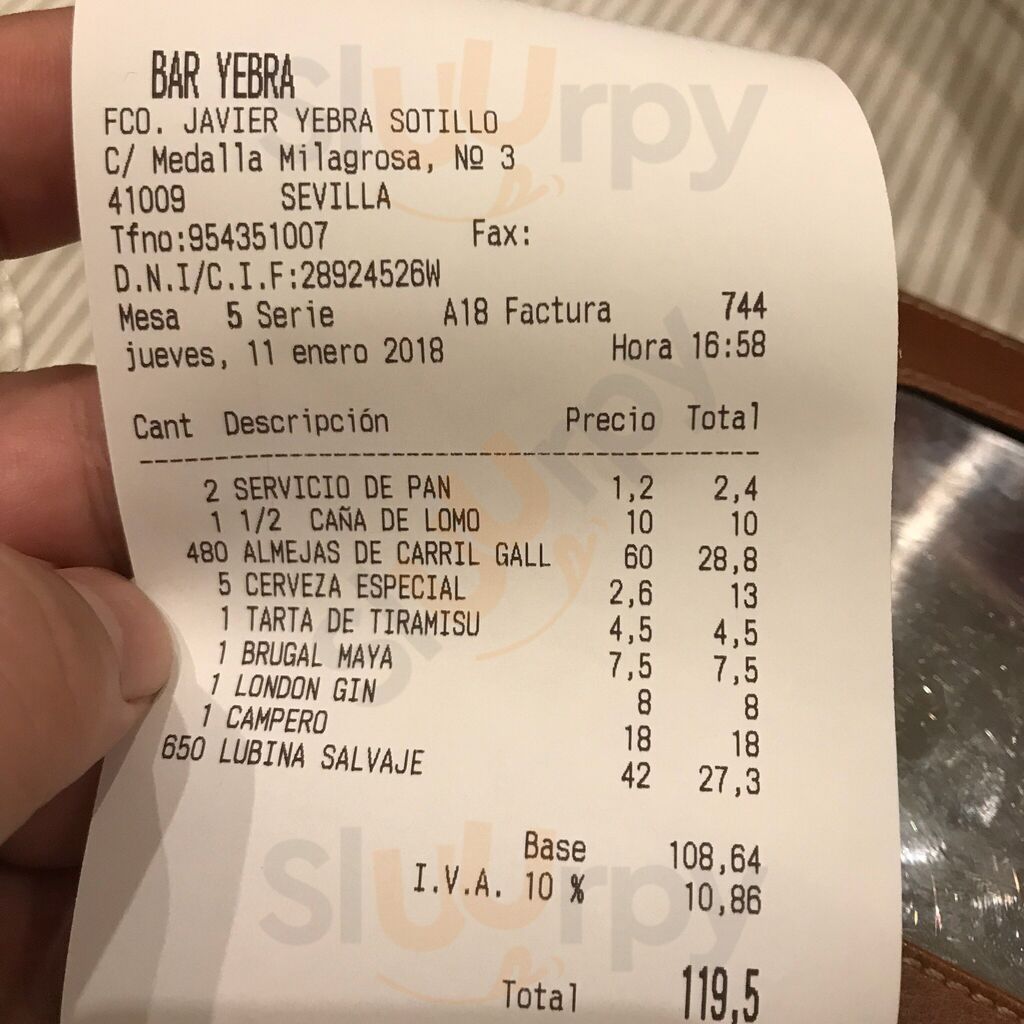 BAR YEBRA
FCO. JAVIER YEBRA SOTILLO
C/ Medalla Milagrosa, Nº 3
41009 SEVILLA
Tfno:954351007 Fax:
D.N.I/C.I.F:28924526W
Mesa 5 Serie A18 Factura 744
jueves, 11 enero 2018 Hora 16:58
Cant Descripción Precio Total
2 SERVICIO DE PAN 1,2 2,4
1 1/2 CAÑA DE LOMO 10 10
480 ALMEJAS DE CARRIL GALL 60 28,8
5 CERVEZA ESPECIAL 2,6 13
1 TARTA DE TIRAMISU 4,5 4,5
1 BRUGAL MAYA 7,5 7,5
1 LONDON GIN 8 8
1 CAMPERO 18 18
650 LUBINA SALVAJE 42 27,3
Base 108,64
I.V.A. 10 % 10,86
Total 119,5
Sluurpy
Sluurpy
Sluurpy